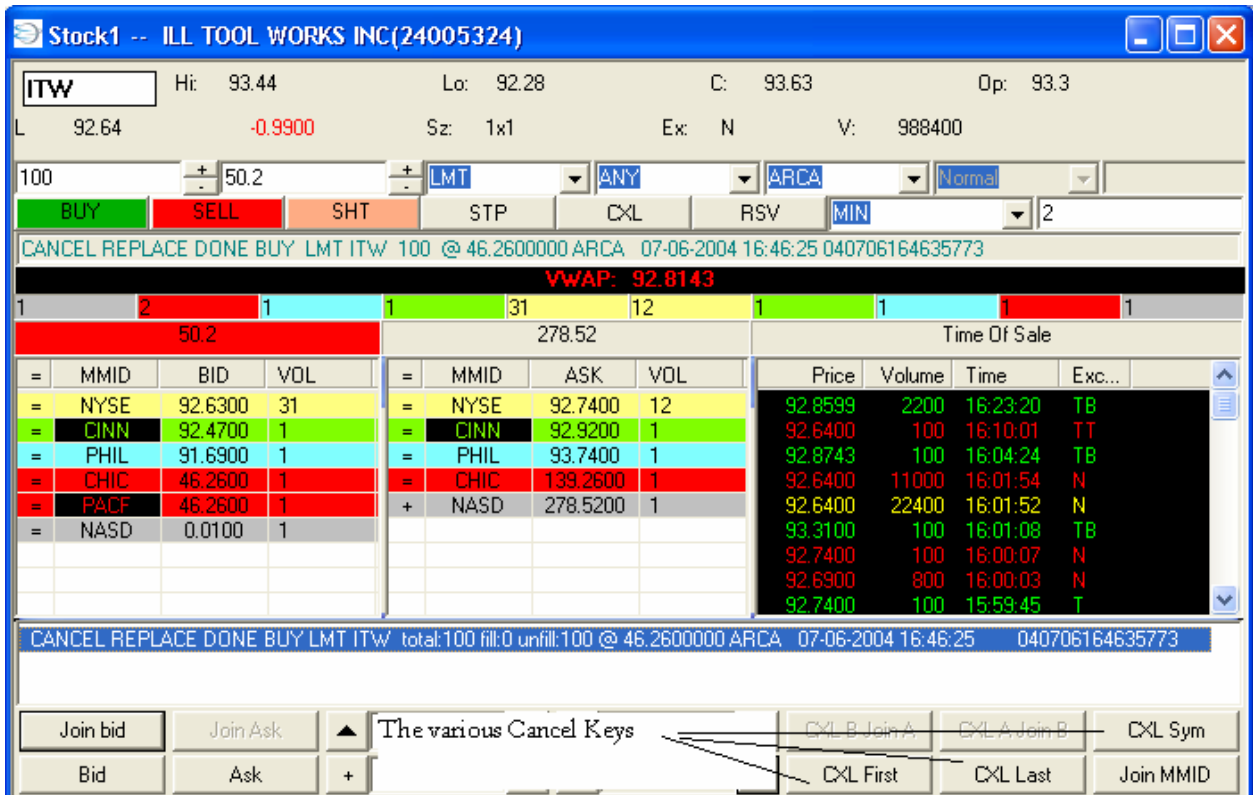 Stock1 -- ILL TOOL WORKS INC(24005324)
ITW Hi: 93.44 Lo: 92.28 C: 93.63 Op: 93.3
L 92.64 -0.9900 Sz: 1x1 Ex: N V: 988400
100 + - 50.2 + - LMT ANY ARCA Normal
BUY SELL SHT STP CXL RSV MIN 2
CANCEL REPLACE DONE BUY LMT ITW 100 @ 46.2600000 ARCA 07-06-2004 16:46:25 040706164635773
VWAP: 92.8143
1 2 1 1 31 12 1 1 1 1
50.2 278.52 Time Of Sale
= MMID BID VOL = MMID ASK VOL Price Volume Time Exc...
= NYSE 92.6300 31 = NYSE 92.7400 12 92.8599 2200 16:23:20 TB
= CINN 92.4700 1 = CINN 92.9200 1 92.6400 100 16:10:01 TT
= PHIL 91.6900 1 = PHIL 93.7400 1 92.8743 100 16:04:24 TB
= CHIC 46.2600 1 = CHIC 139.2600 1 92.6400 11000 16:01:54 N
= PACF 46.2600 1 + NASD 278.5200 1 92.6400 22400 16:01:52 N
= NASD 0.0100 1 93.3100 100 16:01:08 TB
92.7400 100 16:00:07 N
92.6900 800 16:00:03 N
92.7400 100 15:59:45 T
CANCEL REPLACE DONE BUY LMT ITW total:100 fill:0 unfill:100 @ 46.2600000 ARCA 07-06-2004 16:46:25 040706164635773
Join bid Join Ask The various Cancel Keys CXL B Join A CXL A Join B CXL Sym
Bid Ask + CXL First CXL Last Join MMID